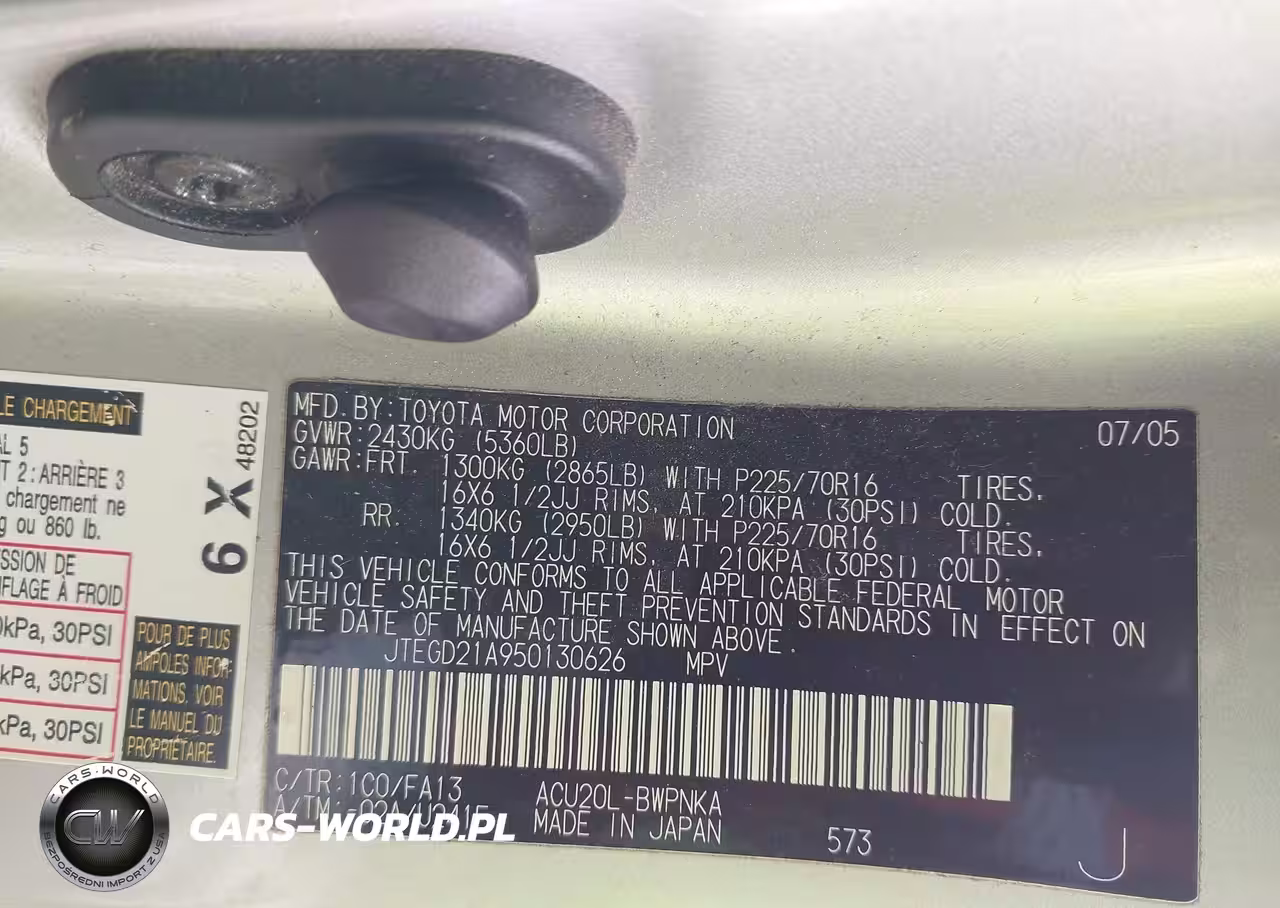 LE CHARGEMENT
AL 5
T 2: ARRIÈRE 3
chargement ne
g ou 860 lb.
SSION DE
FLAGE À FROID
0kPa, 30PSI
kPa, 30PSI
kPa, 30PSI
6 X 48202
POUR DE PLUS
AMPLES INFOR-
MATIONS, VOIR
LE MANUEL DU
PROPRIÉTAIRE.
MFD. BY: TOYOTA MOTOR CORPORATION 07/05
GVWR: 2430KG (5360LB)
GAWR: FRT. 1300KG (2865LB) WITH P225/70R16 TIRES,
16X6 1/2JJ RIMS, AT 210KPA (30PSI) COLD.
RR. 1340KG (2950LB) WITH P225/70R16 TIRES,
16X6 1/2JJ RIMS, AT 210KPA (30PSI) COLD.
THIS VEHICLE CONFORMS TO ALL APPLICABLE FEDERAL MOTOR
VEHICLE SAFETY AND THEFT PREVENTION STANDARDS IN EFFECT ON
THE DATE OF MANUFACTURE SHOWN ABOVE.
JTEGD21A950130626 MPV
C/TR: 1C0/FA13 ACU20L-BWPNKA
A/TM: MADE IN JAPAN 573 J
CARS-WORLD
CW
BEZPOŚREDNI IMPORT Z USA
CARS-WORLD.PL